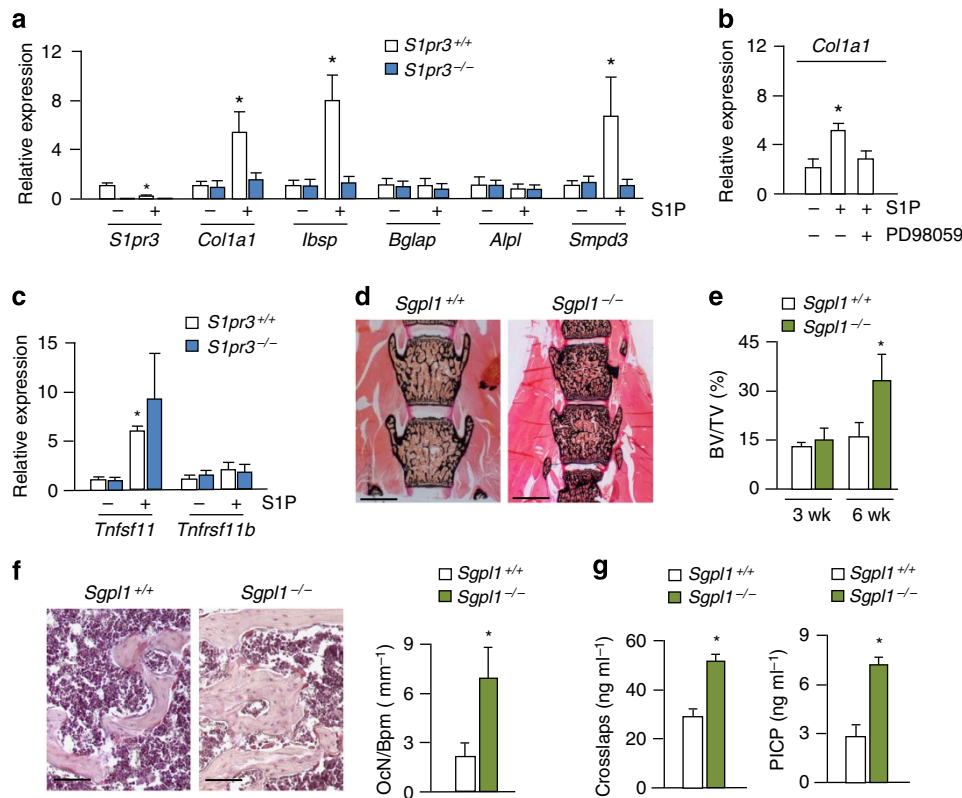 a
Relative expression
12
8
4
0
S1pr3+/+
S1pr3−/−
* * * *
− + − + − + − + − + − + S1P
S1pr3 Col1a1 Ibsp Bglap Alpl Smpd3
b
Relative expression
12
8
4
0
Col1a1
*
− + + S1P
− − + PD98059
c
Relative expression
15
10
5
0
S1pr3+/+
S1pr3−/−
*
− + − + S1P
Tnfsf11 Tnfrsf11b
d
Sgpl1+/+ Sgpl1−/−
e
Sgpl1+/+
Sgpl1−/−
BV/TV (%)
45
30
15
0
*
3 wk 6 wk
f
Sgpl1+/+ Sgpl1−/−
Sgpl1+/+
Sgpl1−/−
OcN/Bpm (mm−1)
9
6
3
0
*
g
Sgpl1+/+
Sgpl1−/−
Crosslaps (ng ml−1)
60
40
20
0
*
Sgpl1+/+
Sgpl1−/−
PICP (ng ml−1)
9
6
3
0
*